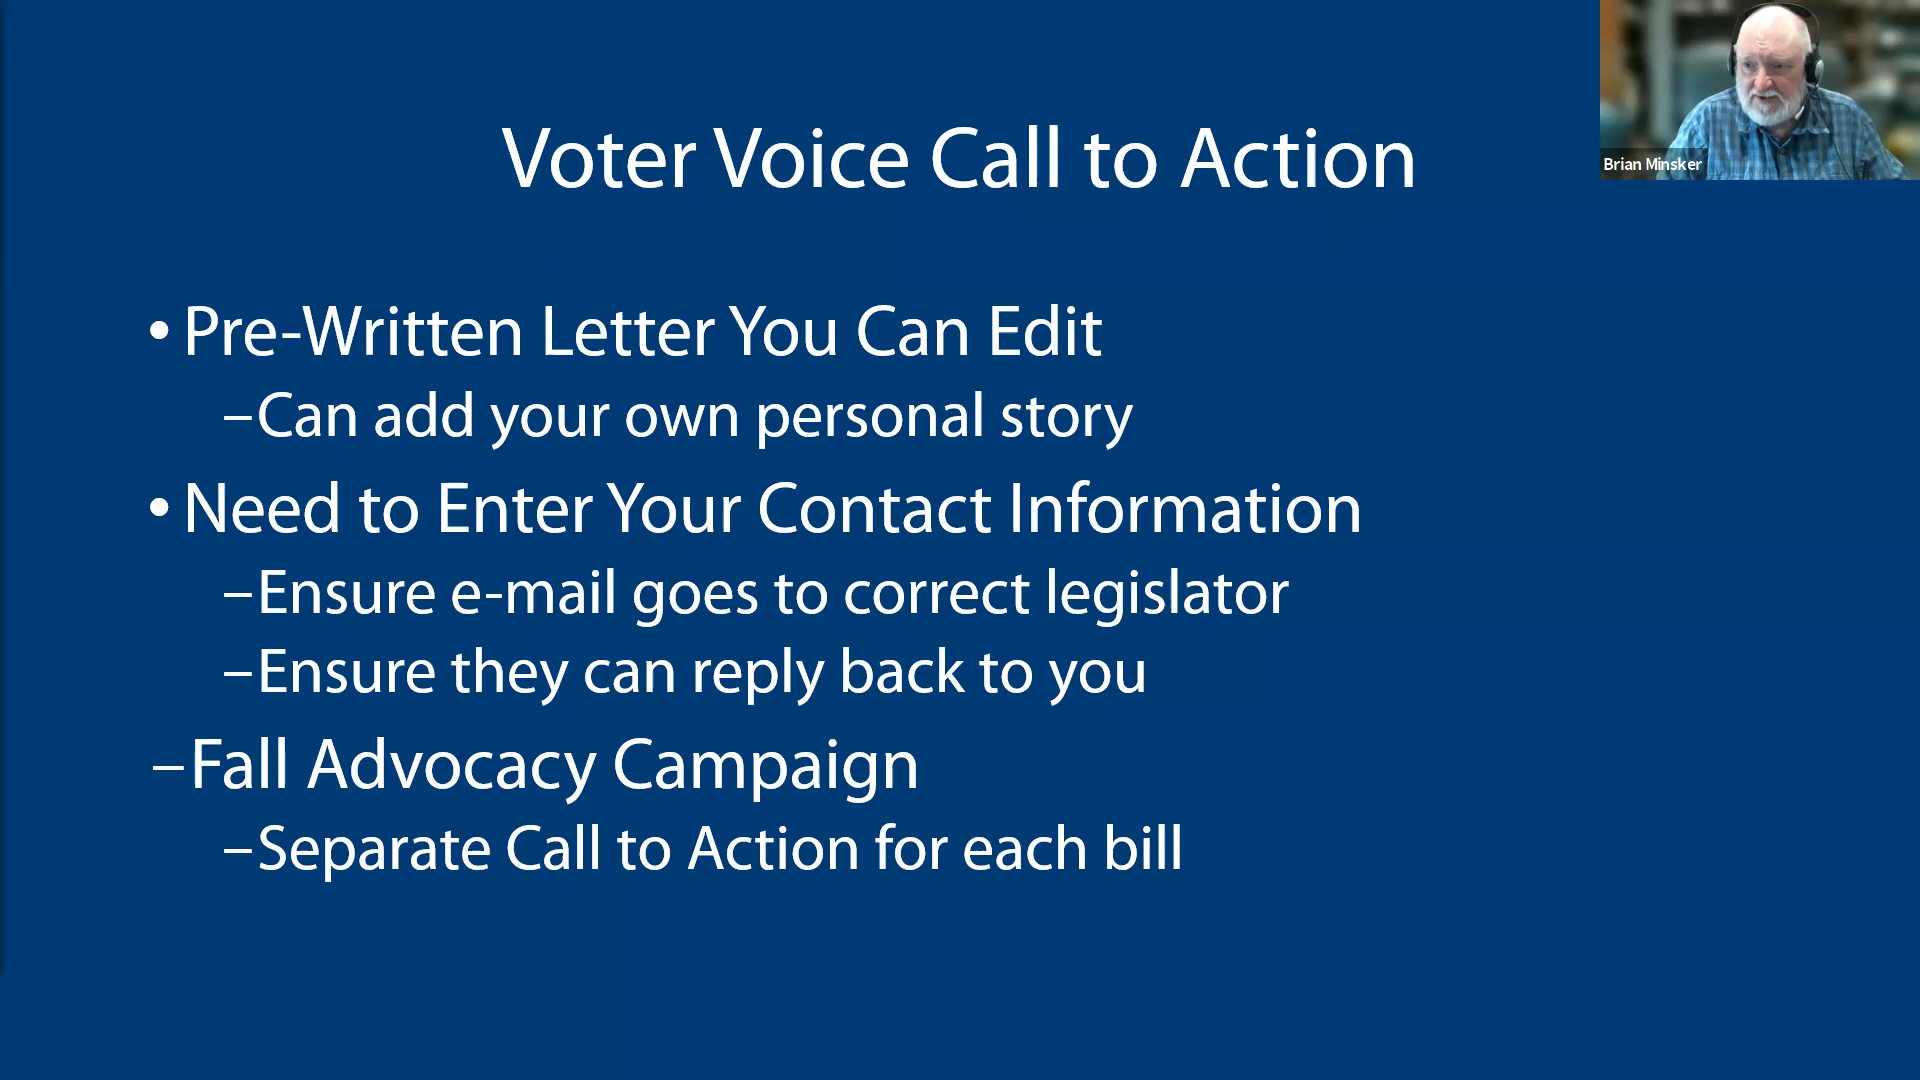 Voter Voice Call to Action
Brian Minsker
• Pre-Written Letter You Can Edit
–Can add your own personal story
• Need to Enter Your Contact Information
–Ensure e-mail goes to correct legislator
–Ensure they can reply back to you
–Fall Advocacy Campaign
–Separate Call to Action for each bill